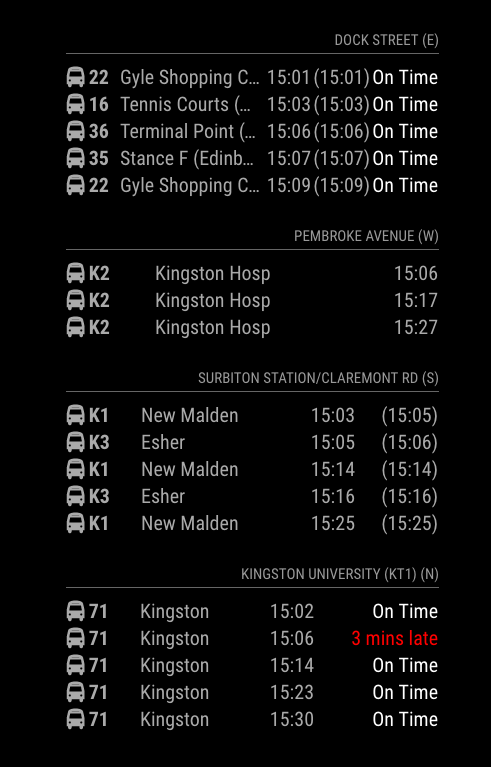 DOCK STREET (E)
22 Gyle Shopping C... 15:01 (15:01) On Time
16 Tennis Courts (... 15:03 (15:03) On Time
36 Terminal Point (... 15:06 (15:06) On Time
35 Stance F (Edinb... 15:07 (15:07) On Time
22 Gyle Shopping C... 15:09 (15:09) On Time
PEMBROKE AVENUE (W)
K2 Kingston Hosp 15:06
K2 Kingston Hosp 15:17
K2 Kingston Hosp 15:27
SURBITON STATION/CLAREMONT RD (S)
K1 New Malden 15:03 (15:05)
K3 Esher 15:05 (15:06)
K1 New Malden 15:14 (15:14)
K3 Esher 15:16 (15:16)
K1 New Malden 15:25 (15:25)
KINGSTON UNIVERSITY (KT1) (N)
71 Kingston 15:02 On Time
71 Kingston 15:06 3 mins late
71 Kingston 15:14 On Time
71 Kingston 15:23 On Time
71 Kingston 15:30 On Time